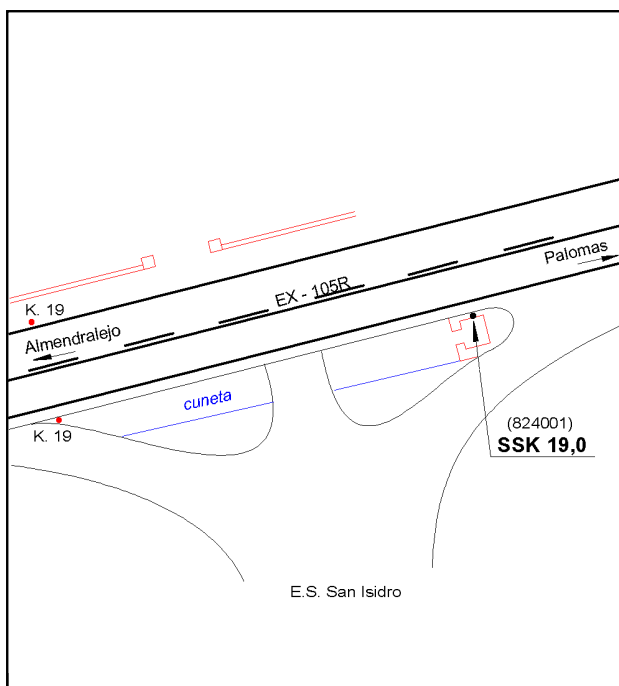 Palomas
K. 19
EX - 105R
Almendralejo
cuneta
K. 19
(824001)
SSK 19,0
E.S. San Isidro